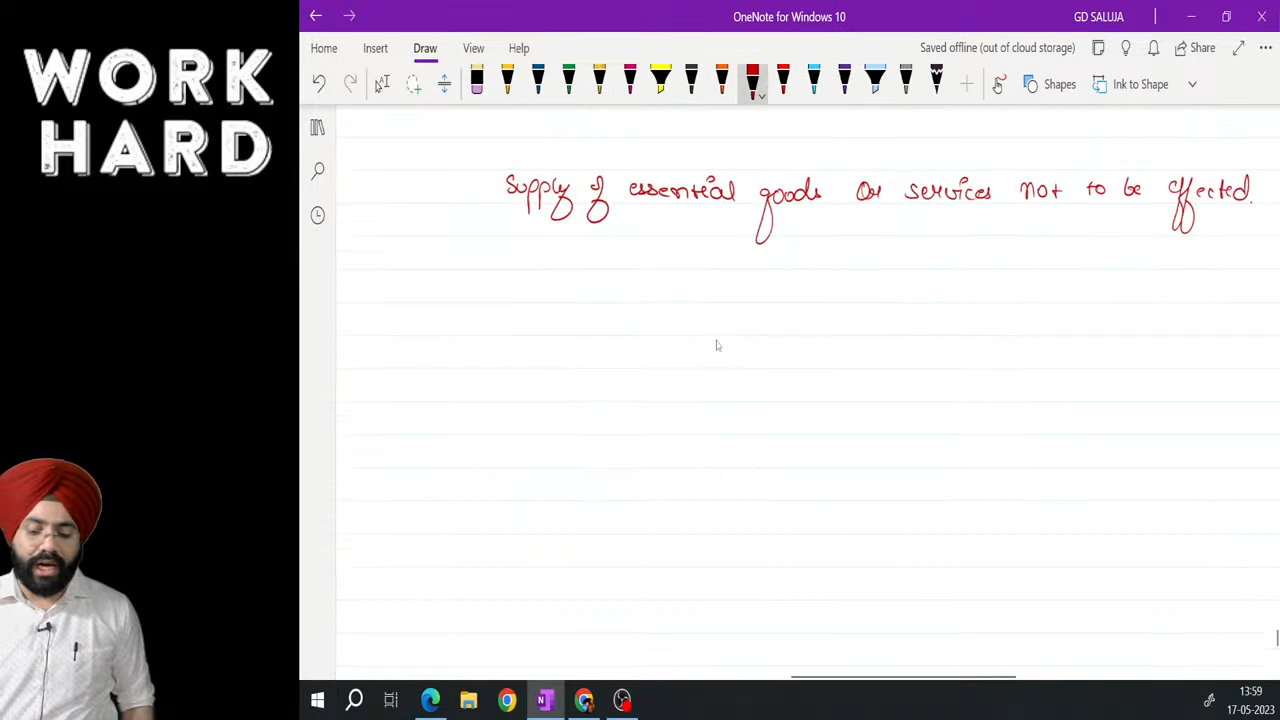 WORK
HARD
OneNote for Windows 10
GD SALUJA
Home Insert Draw View Help
Saved offline (out of cloud storage)
Share
Shapes
Ink to Shape
Supply of essential goods or services not to be effected.
13:59
17-05-2023